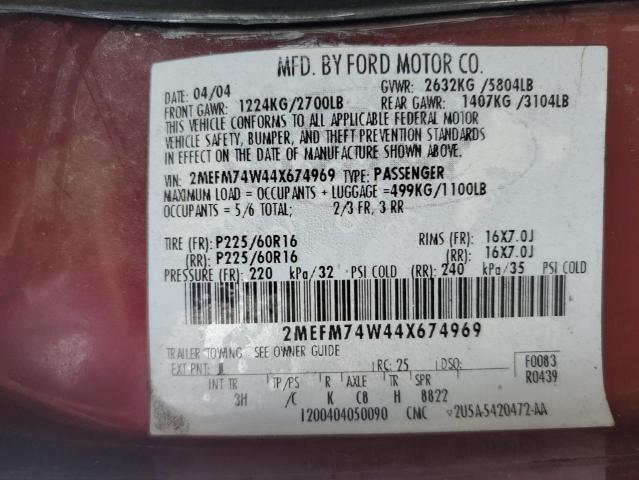 MFD. BY FORD MOTOR CO.
DATE: 04/04 GVWR: 2632KG /5804LB
FRONT GAWR: 1224KG/2700LB REAR GAWR: 1407KG /3104LB
THIS VEHICLE CONFORMS TO ALL APPLICABLE FEDERAL MOTOR
VEHICLE SAFETY, BUMPER, AND THEFT PREVENTION STANDARDS
IN EFFECT ON THE DATE OF MANUFACTURE SHOWN ABOVE.
VIN: 2MEFM74W44X674969 TYPE: PASSENGER
MAXIMUM LOAD = OCCUPANTS + LUGGAGE =499KG/1100LB
OCCUPANTS = 5/6 TOTAL; 2/3 FR, 3 RR
TIRE (FR): P225/60R16 RIMS (FR): 16X7.0J
(RR): P225/60R16 (RR): 16X7.0J
PRESSURE (FR): 220 kPa/32 PSI COLD (RR): 240 kPa/35 PSI COLD
2MEFM74W44X674969
TRAILER TOWING: SEE OWNER GUIDE
EXT PNT: JL RC: 25 DSO: F0083
INT TR TP/PS R AXLE TR SPR R0439
3H /C K C8 H 8822
1200404050090 CMC ▽2U5A-5420472-AA